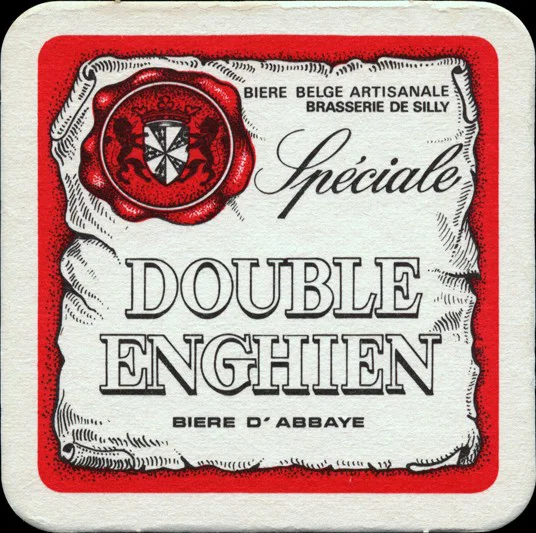 BIERE BELGE ARTISANALE
BRASSERIE DE SILLY
Spéciale
DOUBLE
ENGHIEN
BIERE D'ABBAYE